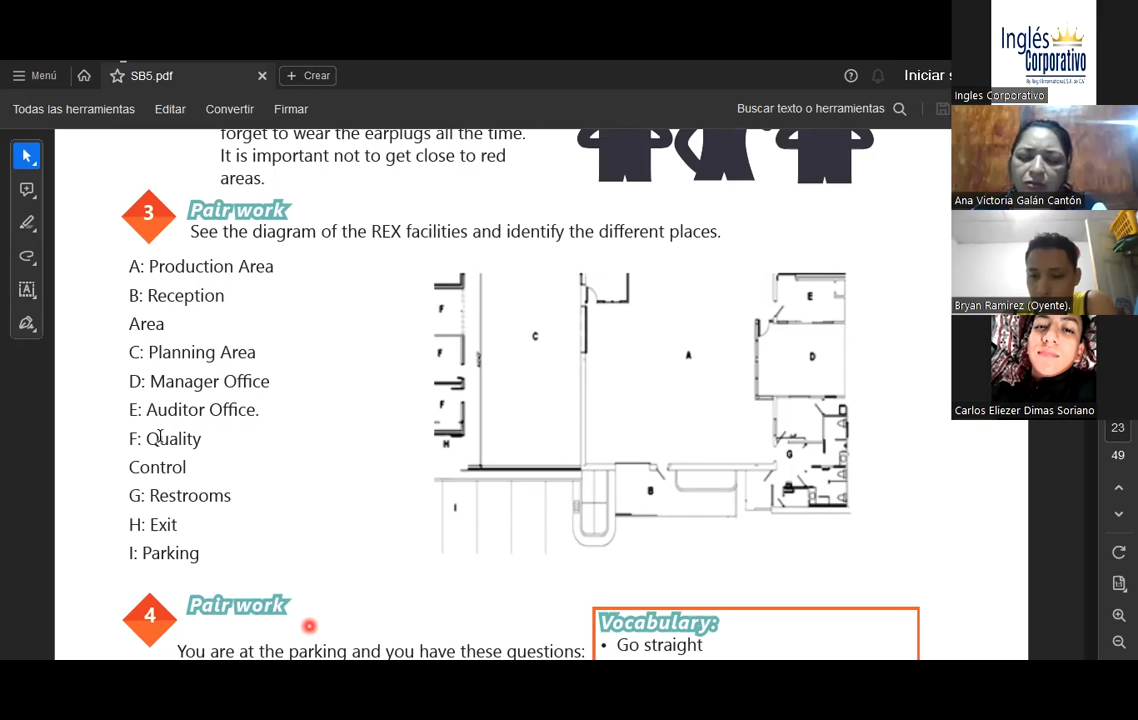 Menú
SB5.pdf
Crear
Iniciar s
Todas las herramientas
Editar
Convertir
Firmar
Buscar texto o herramientas
forget to wear the earplugs all the time.
It is important not to get close to red
areas.
3
Pair work
See the diagram of the REX facilities and identify the different places.
A: Production Area
B: Reception
Area
C: Planning Area
D: Manager Office
E: Auditor Office.
F: Quality
Control
G: Restrooms
H: Exit
I: Parking
F
F
F
H
I
C
A
B
E
D
G
4
Pair work
You are at the parking and you have these questions:
Vocabulary:
• Go straight
Inglés
Corporativo
Ingles Corporativo
Ana Victoria Galán Cantón
Bryan Ramirez (Oyente).
Carlos Eliezer Dimas Soriano
23
49